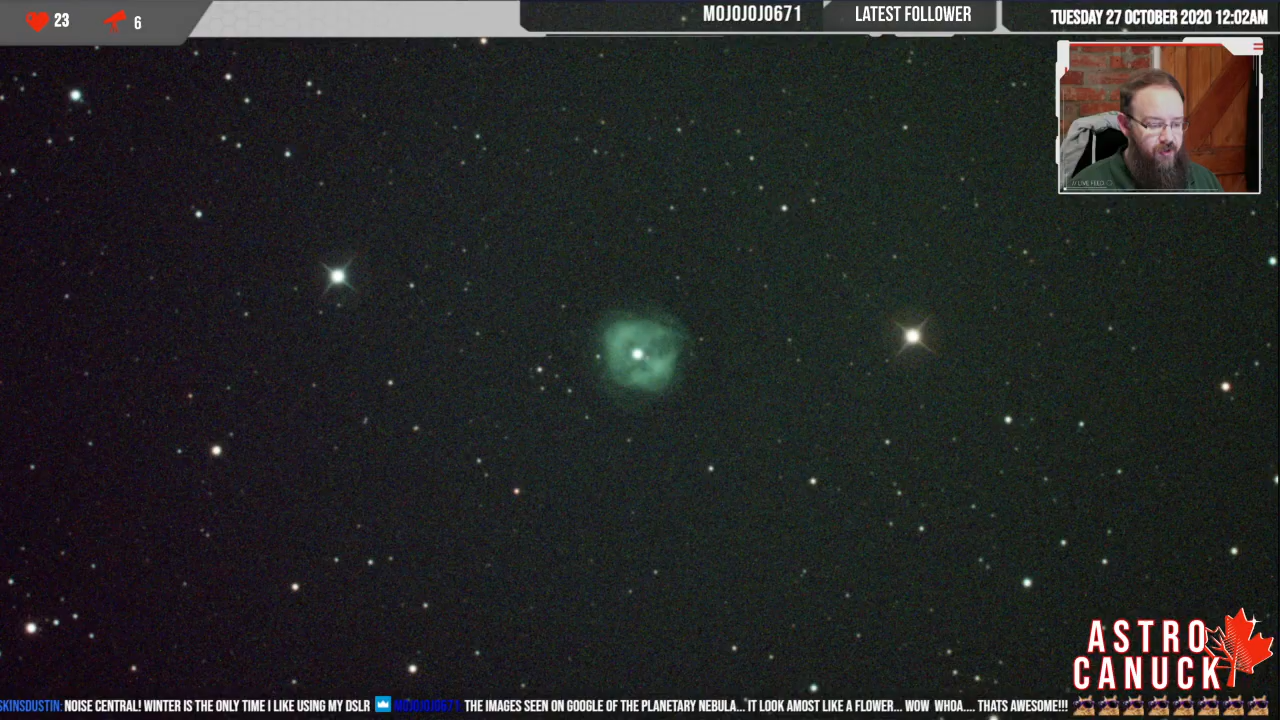 23 6
MOJOJOJO671
LATEST FOLLOWER
TUESDAY 27 OCTOBER 2020 12:02AM
// LIVE FEED
ASTRO
CANUCK
SKINSDUSTIN: NOISE CENTRAL! WINTER IS THE ONLY TIME I LIKE USING MY DSLR MOJOJOJO671: THE IMAGES SEEN ON GOOGLE OF THE PLANETARY NEBULA... IT LOOK AMOST LIKE A FLOWER... WOW WHOA.... THATS AWESOME!!!